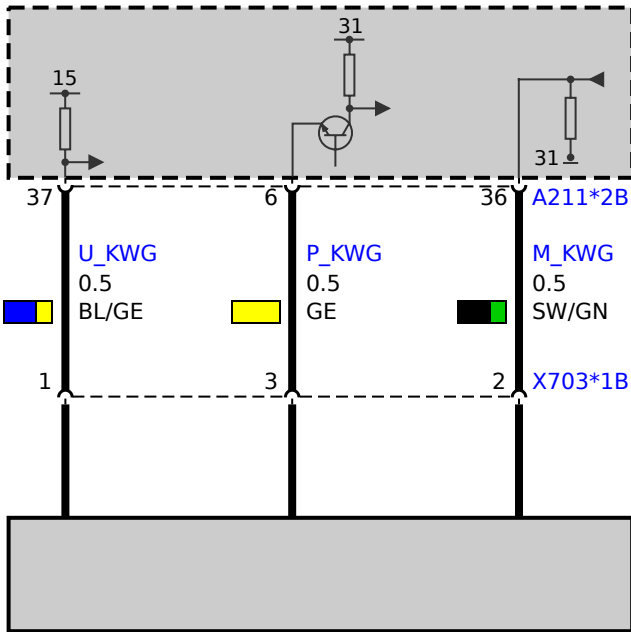 31
15
31
37 6 36 A211*2B
U_KWG P_KWG M_KWG
0.5 0.5 0.5
BL/GE GE SW/GN
1 3 2 X703*1B